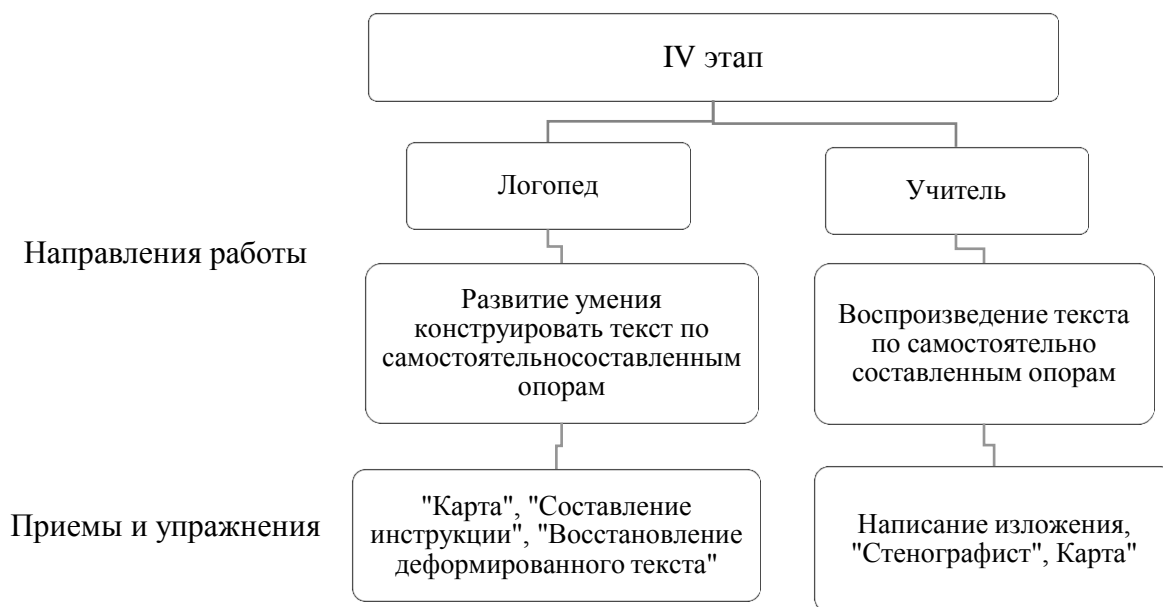 IV этап
Логопед
Учитель
Направления работы
Развитие умения
конструировать текст по
самостоятельносоставленным
опорам
Воспроизведение текста
по самостоятельно
составленным опорам
Приемы и упражнения
"Карта", "Составление
инструкции", "Восстановление
деформированного текста"
Написание изложения,
"Стенографист", Карта"